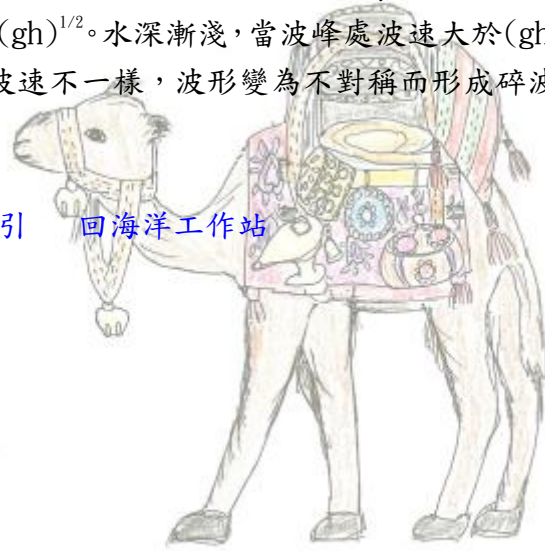 (gh)^{1/2}。水深漸淺，當波峰處波速大於(gh
波速不一樣，波形變為不對稱而形成碎波
引 回海洋工作站